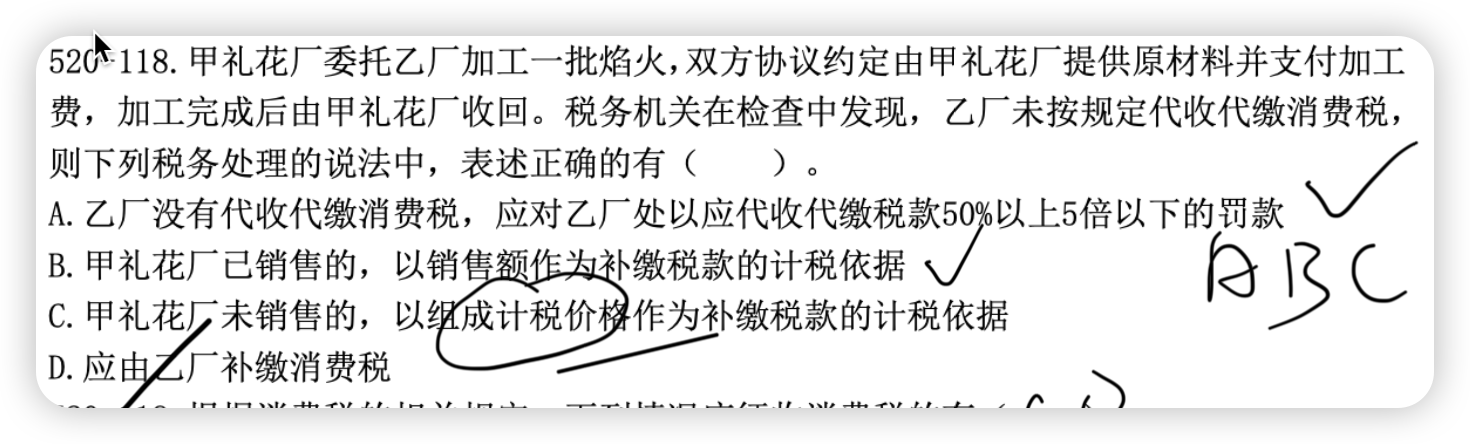 520-118.甲礼花厂委托乙厂加工一批焰火,双方协议约定由甲礼花厂提供原材料并支付加工
费，加工完成后由甲礼花厂收回。税务机关在检查中发现，乙厂未按规定代收代缴消费税，
则下列税务处理的说法中，表述正确的有（　　）。
A.乙厂没有代收代缴消费税，应对乙厂处以应代收代缴税款50%以上5倍以下的罚款
B.甲礼花厂已销售的，以销售额作为补缴税款的计税依据
ABC
C.甲礼花厂未销售的，以组成计税价格作为补缴税款的计税依据
D.应由乙厂补缴消费税